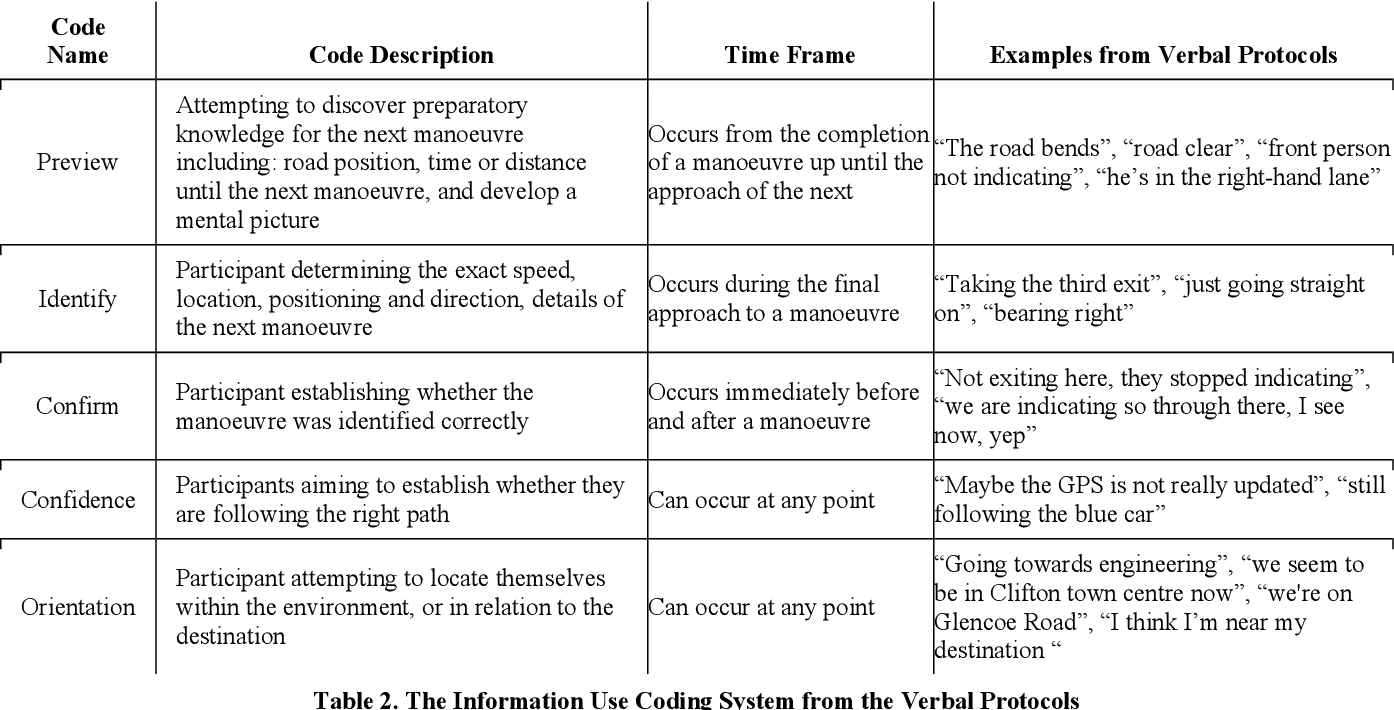 Code
Name
Code Description
Time Frame
Examples from Verbal Protocols
Preview
Attempting to discover preparatory
knowledge for the next manoeuvre
including: road position, time or distance
until the next manoeuvre, and develop a
mental picture
Occurs from the completion
of a manoeuvre up until the
approach of the next
“The road bends”, “road clear”, “front person
not indicating”, “he’s in the right-hand lane”
Identify
Participant determining the exact speed,
location, positioning and direction, details of
the next manoeuvre
Occurs during the final
approach to a manoeuvre
“Taking the third exit”, “just going straight
on”, “bearing right”
Confirm
Participant establishing whether the
manoeuvre was identified correctly
Occurs immediately before
and after a manoeuvre
“Not exiting here, they stopped indicating”,
“we are indicating so through there, I see
now, yep”
Confidence
Participants aiming to establish whether they
are following the right path
Can occur at any point
“Maybe the GPS is not really updated”, “still
following the blue car”
Orientation
Participant attempting to locate themselves
within the environment, or in relation to the
destination
Can occur at any point
“Going towards engineering”, “we seem to
be in Clifton town centre now”, “we're on
Glencoe Road”, “I think I’m near my
destination “
Table 2. The Information Use Coding System from the Verbal Protocols